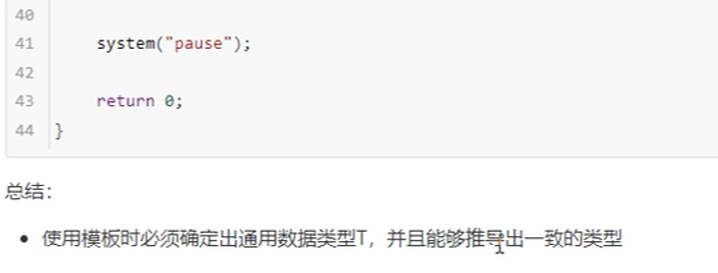 40
41 system("pause");
42
43 return 0;
44 }
总结：
• 使用模板时必须确定出通用数据类型T，并且能够推导出一致的类型